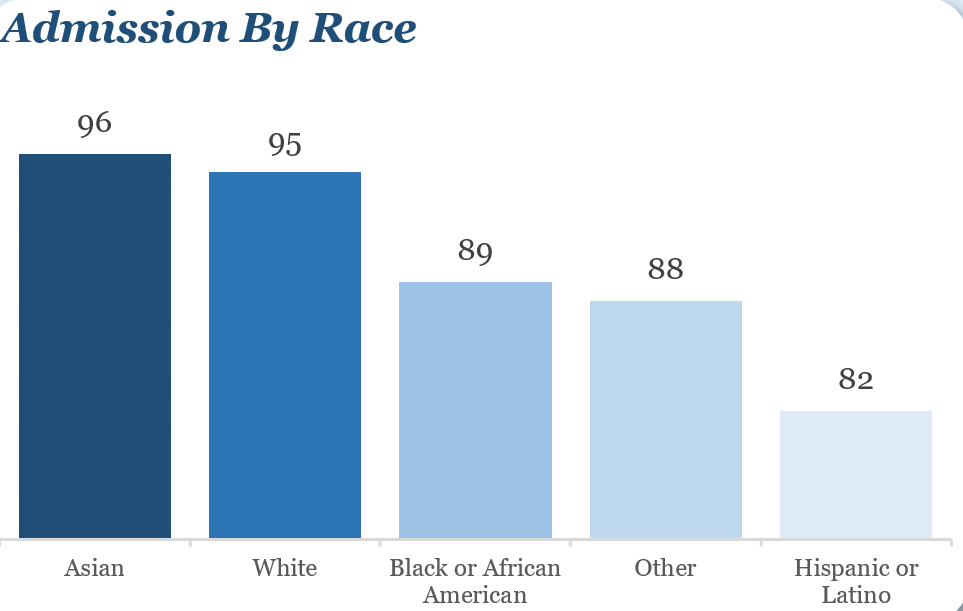 Admission By Race
96
95
89
88
82
Asian
White
Black or African
American
Other
Hispanic or
Latino